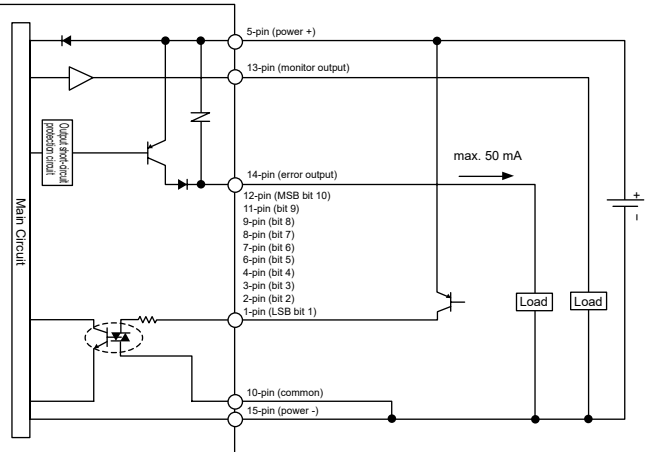 5-pin (power +)
13-pin (monitor output)
Output short-circuit
protection circuit
max. 50 mA
14-pin (error output)
12-pin (MSB bit 10)
11-pin (bit 9)
9-pin (bit 8)
8-pin (bit 7)
7-pin (bit 6)
6-pin (bit 5)
4-pin (bit 4)
3-pin (bit 3)
2-pin (bit 2)
1-pin (LSB bit 1)
+
−
Main Circuit
Load
Load
10-pin (common)
15-pin (power -)